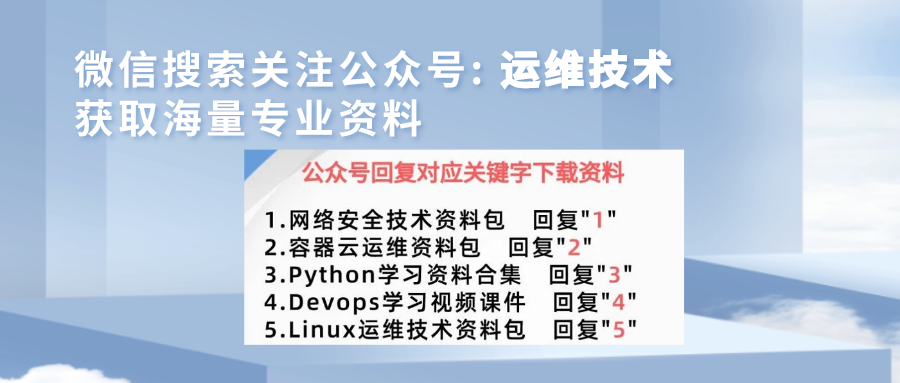 微信搜索关注公众号: 运维技术
获取海量专业资料
公众号回复对应关键字下载资料
1.网络安全技术资料包 回复"1"
2.容器云运维资料包 回复"2"
3.Python学习资料合集 回复"3"
4.Devops学习视频课件 回复"4"
5.Linux运维技术资料包 回复"5"